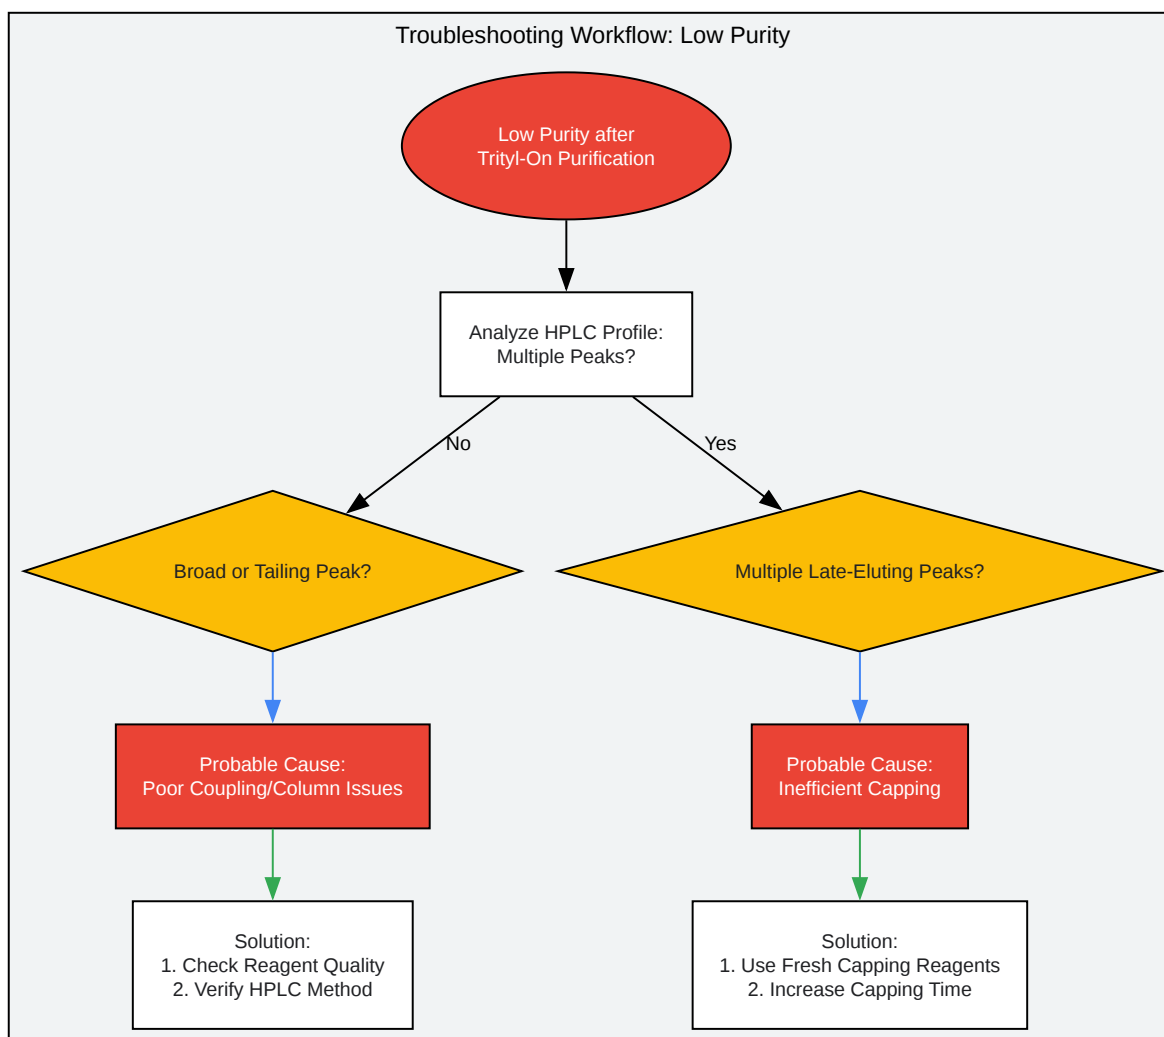 Troubleshooting Workflow: Low Purity
Low Purity after
Trityl-On Purification
Analyze HPLC Profile:
Multiple Peaks?
No
Yes
Broad or Tailing Peak?
Multiple Late-Eluting Peaks?
Probable Cause:
Poor Coupling/Column Issues
Probable Cause:
Inefficient Capping
Solution:
1. Check Reagent Quality
2. Verify HPLC Method
Solution:
1. Use Fresh Capping Reagents
2. Increase Capping Time